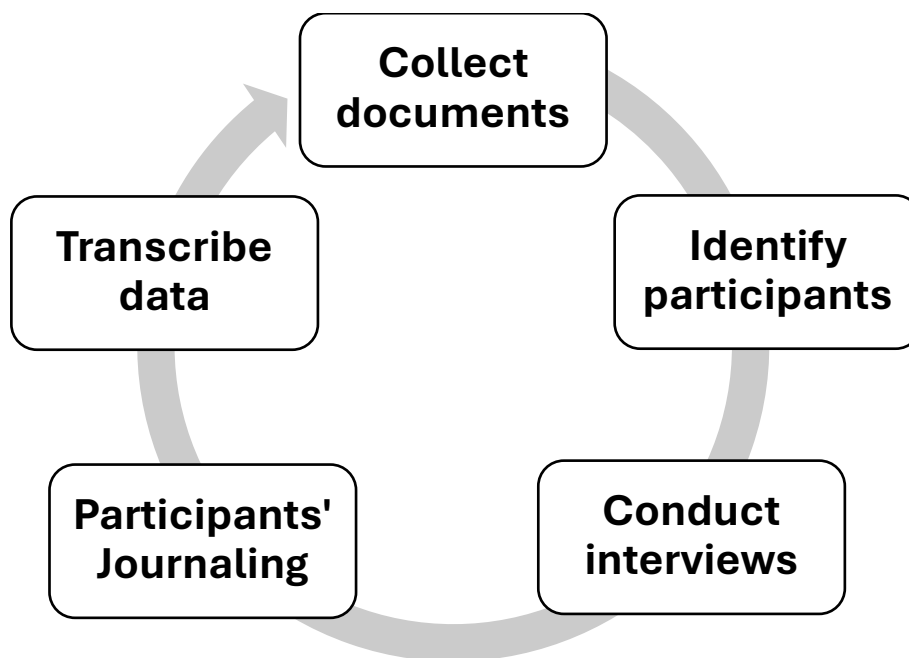 Collect
documents
Identify
participants
Conduct
interviews
Participants'
Journaling
Transcribe
data